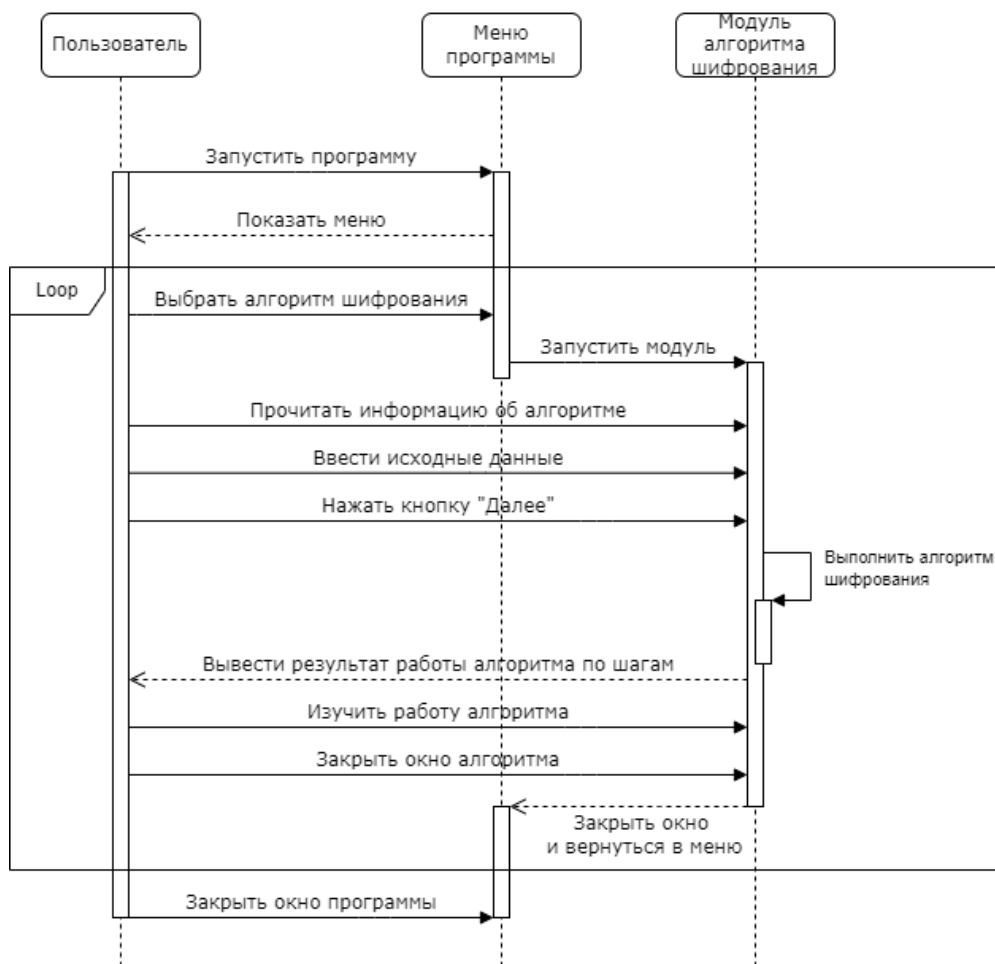 Пользователь
Меню
программы
Модуль
алгоритма
шифрования
Запустить программу
Показать меню
Loop
Выбрать алгоритм шифрования
Запустить модуль
Прочитать информацию об алгоритме
Ввести исходные данные
Нажать кнопку "Далее"
Выполнить алгоритм
шифрования
Вывести результат работы алгоритма по шагам
Изучить работу алгоритма
Закрыть окно алгоритма
Закрыть окно
и вернуться в меню
Закрыть окно программы